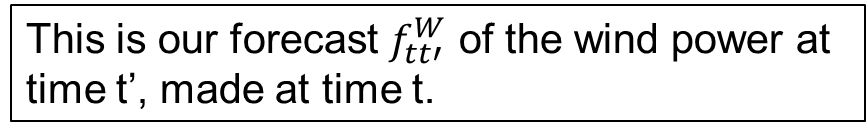 This is our forecast $f_{tt'}^{W}$ of the wind power at
time t’, made at time t.